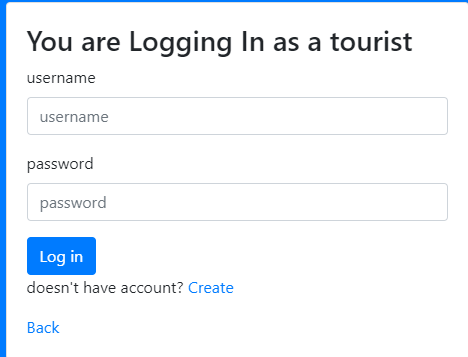 You are Logging In as a tourist
username
username
password
password
Log in
doesn't have account? Create
Back